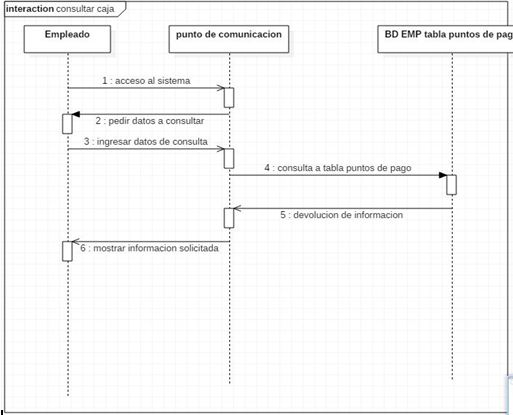 interaction consultar caja
Empleado
punto de comunicacion
BD EMP tabla puntos de pag
1 : acceso al sistema
2 : pedir datos a consultar
3 : ingresar datos de consulta
4 : consulta a tabla puntos de pago
5 : devolucion de informacion
6 : mostrar informacion solicitada